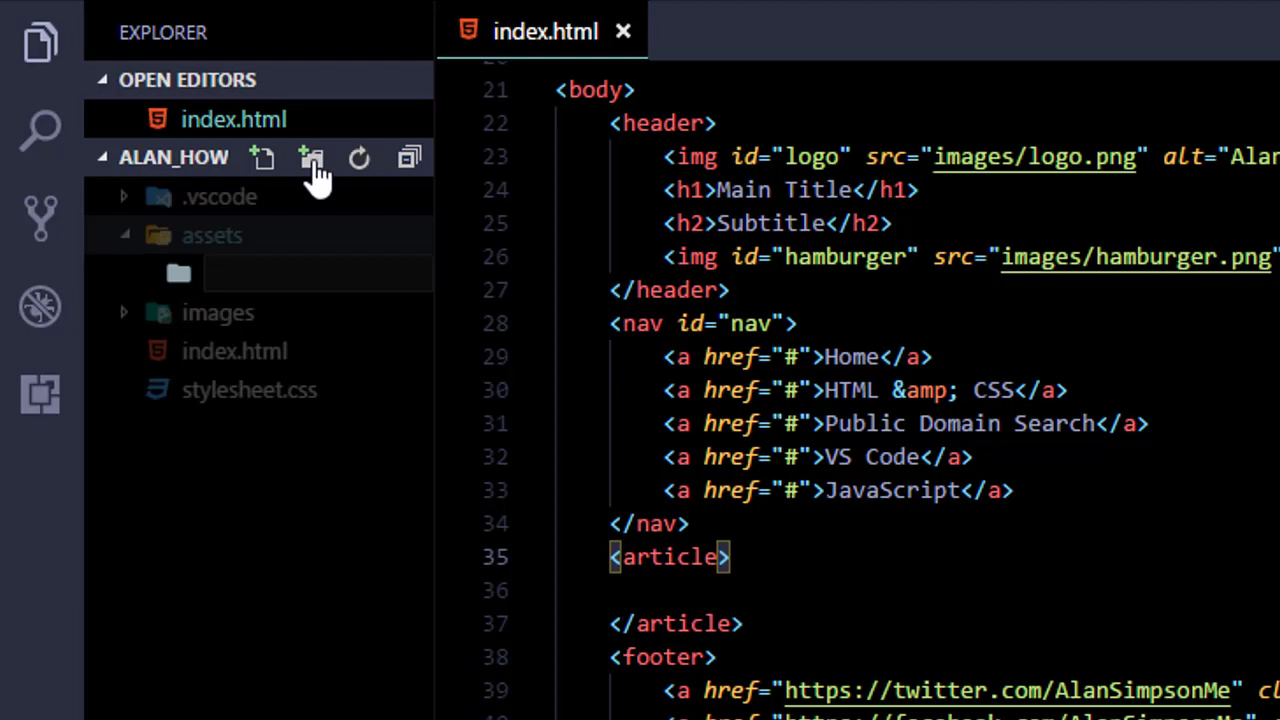 EXPLORER
OPEN EDITORS
index.html
ALAN_HOW
.vscode
assets
images
index.html
stylesheet.css
index.html
21 <body>
22 <header>
23 <img id="logo" src="images/logo.png" alt="Alan
24 <h1>Main Title</h1>
25 <h2>Subtitle</h2>
26 <img id="hamburger" src="images/hamburger.png"
27 </header>
28 <nav id="nav">
29 <a href="#">Home</a>
30 <a href="#">HTML &amp; CSS</a>
31 <a href="#">Public Domain Search</a>
32 <a href="#">VS Code</a>
33 <a href="#">JavaScript</a>
34 </nav>
35 <article>
36
37 </article>
38 <footer>
39 <a href="https://twitter.com/AlanSimpsonMe" cl